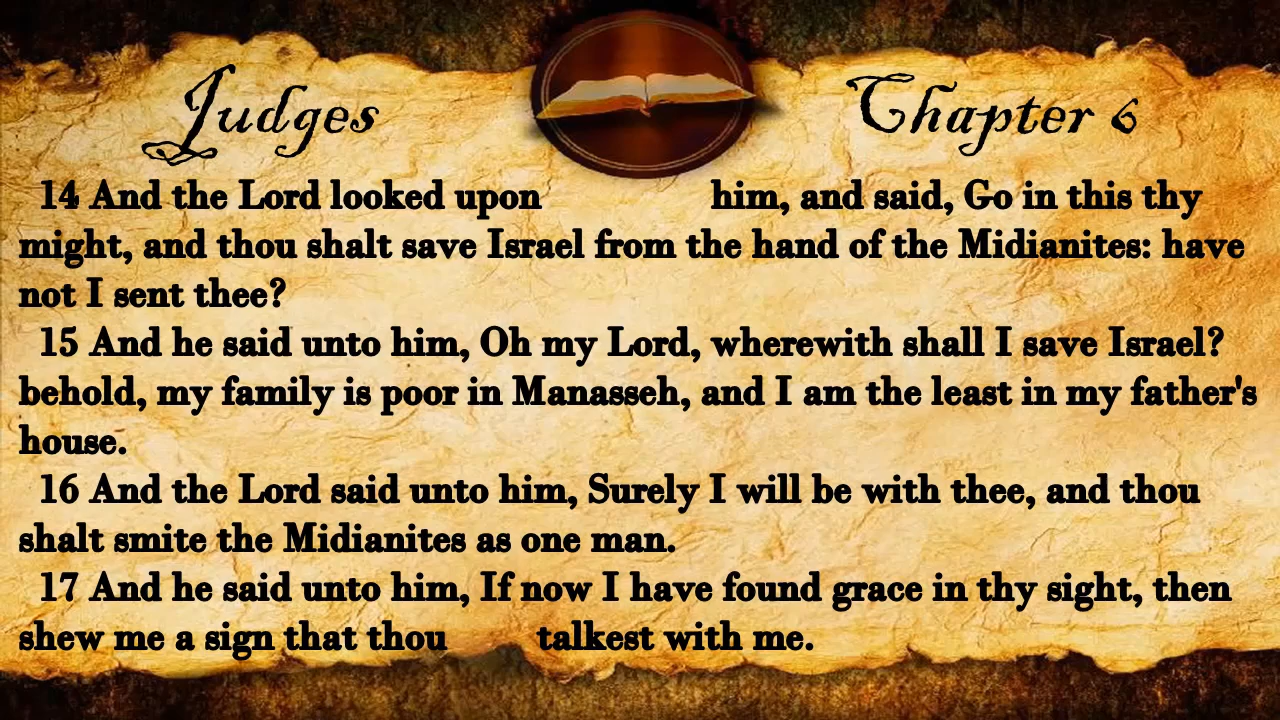 Judges Chapter 6
14 And the Lord looked upon him, and said, Go in this thy
might, and thou shalt save Israel from the hand of the Midianites: have
not I sent thee?
15 And he said unto him, Oh my Lord, wherewith shall I save Israel?
behold, my family is poor in Manasseh, and I am the least in my father's
house.
16 And the Lord said unto him, Surely I will be with thee, and thou
shalt smite the Midianites as one man.
17 And he said unto him, If now I have found grace in thy sight, then
shew me a sign that thou talkest with me.